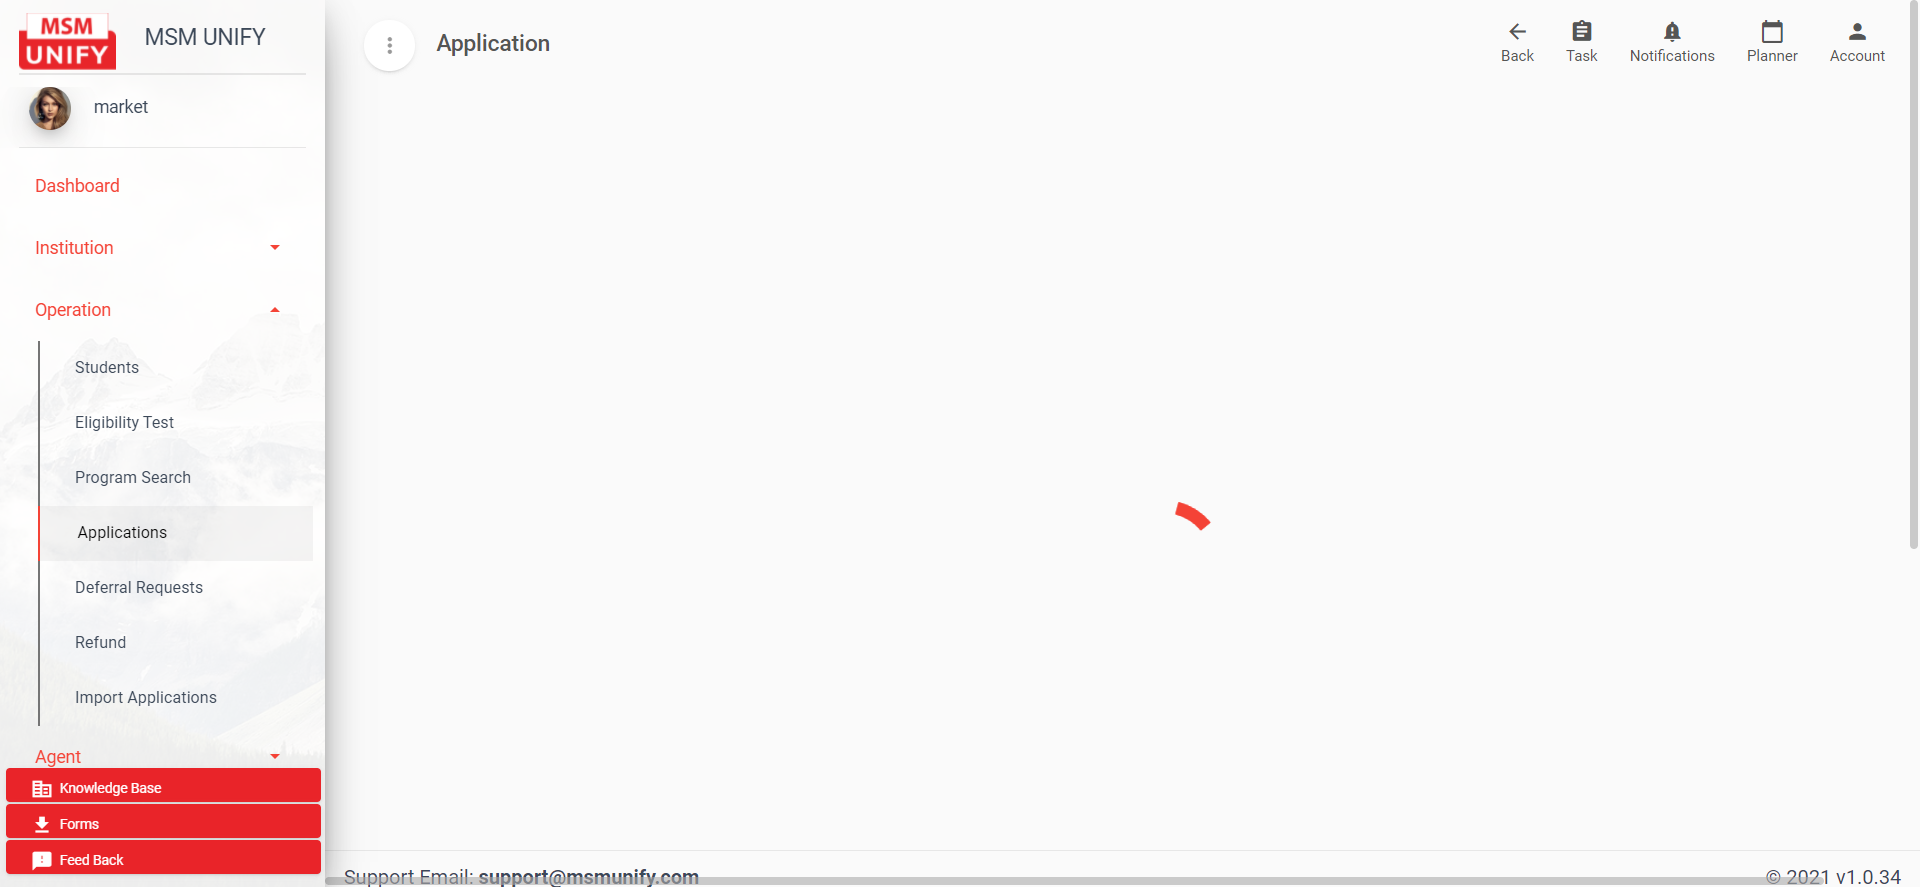 MSM
UNIFY
MSM UNIFY
market
Dashboard
Institution
Operation
Students
Eligibility Test
Program Search
Applications
Deferral Requests
Refund
Import Applications
Agent
Knowledge Base
Forms
Feed Back
Application
Back
Task
Notifications
Planner
Account
Support Email: support@msmunify.com
© 2021 v1.0.34